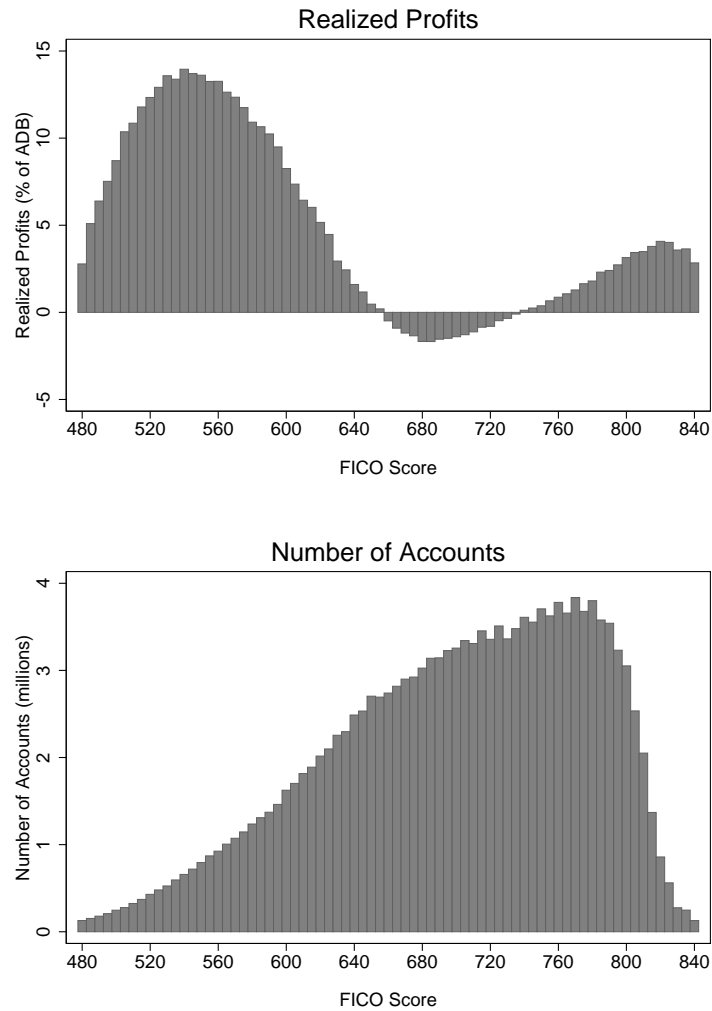 Realized Profits
Realized Profits (% of ADB)
15
10
5
0
-5
480 520 560 600 640 680 720 760 800 840
FICO Score
Number of Accounts
Number of Accounts (millions)
4
3
2
1
0
480 520 560 600 640 680 720 760 800 840
FICO Score